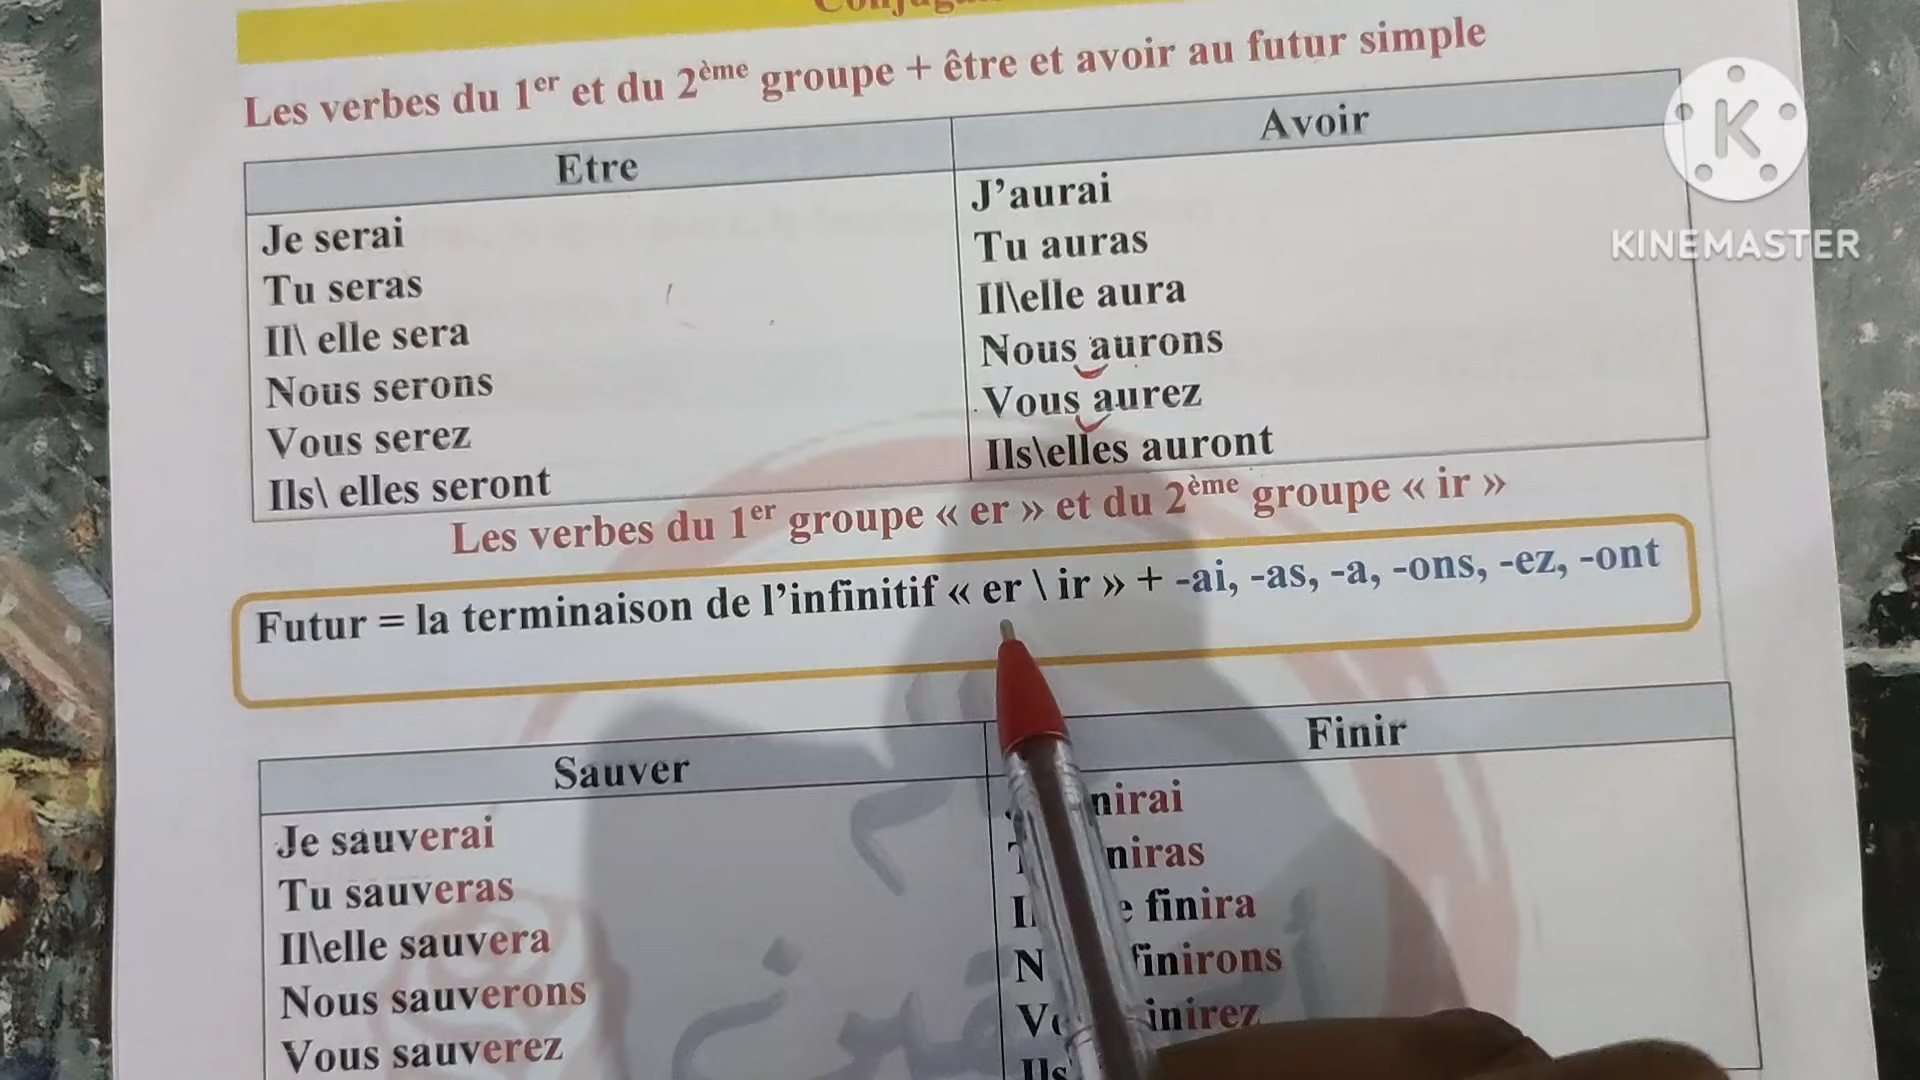 Les verbes du 1er et du 2ème groupe + être et avoir au futur simple
Etre
Je serai
Tu seras
Il\ elle sera
Nous serons
Vous serez
Ils\ elles seront
Avoir
J’aurai
Tu auras
Il\elle aura
Nous aurons
Vous aurez
Ils\elles auront
KINEMASTER
Les verbes du 1er groupe « er » et du 2ème groupe « ir »
Futur = la terminaison de l’infinitif « er \ ir » + -ai, -as, -a, -ons, -ez, -ont
Sauver
Je sauverai
Tu sauveras
Il\elle sauvera
Nous sauverons
Vous sauverez
Finir
nirai
niras
finira
finirons
inirez
Ils